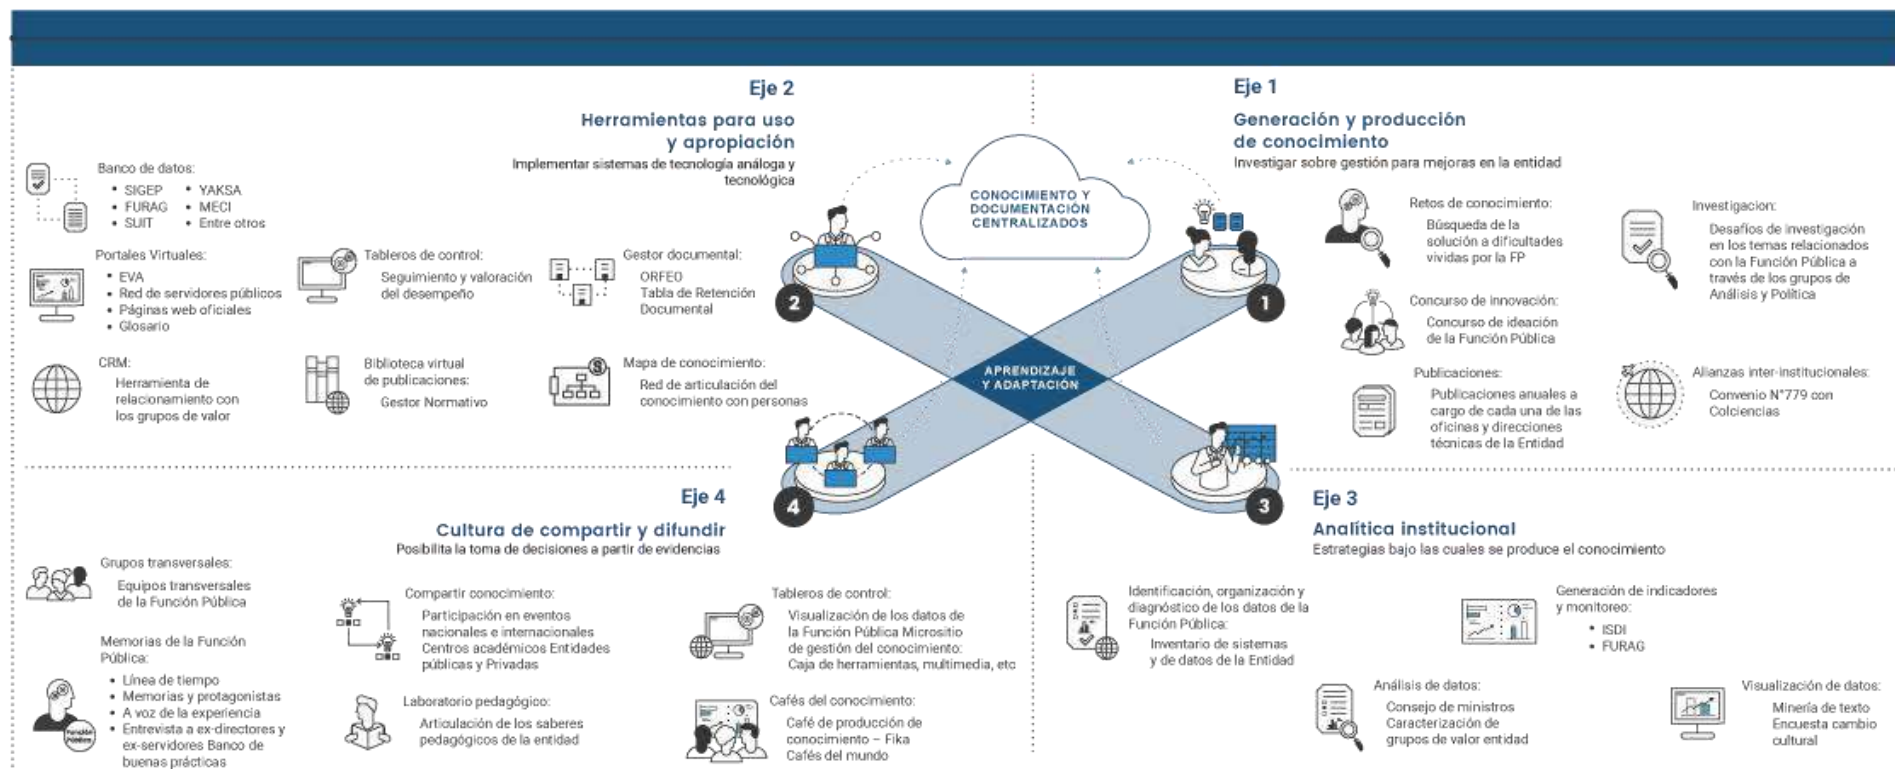 Eje 2
Herramientas para uso
y apropiación
Implementar sistemas de tecnología análoga y
tecnológica
Banco de datos:
• SIGEP
• FURAG
• SUIT
• YAKSA
• MECI
• Entre otros
Portales Virtuales:
• EVA
• Red de servidores públicos
• Páginas web oficiales
• Glosario
Tableros de control:
Seguimiento y valoración
del desempeño
Gestor documental:
ORFEO
Tabla de Retención
Documental
CRM:
Herramienta de
relacionamiento con
los grupos de valor
Biblioteca virtual
de publicaciones:
Gestor Normativo
Mapa de conocimiento:
Red de articulación del
conocimiento con personas
CONOCIMIENTO Y
DOCUMENTACIÓN
CENTRALIZADOS
2
1
APRENDIZAJE
Y ADAPTACIÓN
4
3
Eje 1
Generación y producción
de conocimiento
Investigar sobre gestión para mejoras en la entidad
Retos de conocimiento:
Búsqueda de la
solución a dificultades
vividas por la FP
Investigacion:
Desafíos de investigación
en los temas relacionados
con la Función Pública a
través de los grupos de
Análisis y Política
Concurso de innovación:
Concurso de ideación
de la Función Pública
Publicaciones:
Publicaciones anuales a
cargo de cada una de las
oficinas y direcciones
técnicas de la Entidad
Alianzas inter-institucionales:
Convenio N°779 con
Colciencias
Eje 4
Cultura de compartir y difundir
Posibilita la toma de decisiones a partir de evidencias
Grupos transversales:
Equipos transversales
de la Función Pública
Memorias de la Función
Pública:
• Línea de tiempo
• Memorias y protagonistas
• A voz de la experiencia
• Entrevista a ex-directores y
ex-servidores Banco de
buenas prácticas
Función
Pública
Compartir conocimiento:
Participación en eventos
nacionales e internacionales
Centros académicos Entidades
públicas y Privadas
Laboratorio pedagógico:
Articulación de los saberes
pedagógicos de la entidad
Tableros de control:
Visualización de los datos de
la Función Pública Micrositio
de gestión del conocimiento:
Caja de herramientas, multimedia, etc
Cafés del conocimiento:
Café de producción de
conocimiento – Fika
Cafés del mundo
Eje 3
Analítica institucional
Estrategias bajo las cuales se produce el conocimiento
Identificación, organización y
diagnóstico de los datos de la
Función Pública:
Inventario de sistemas
y de datos de la Entidad
Generación de indicadores
y monitoreo:
• ISDI
• FURAG
Análisis de datos:
Consejo de ministros
Caracterización de
grupos de valor entidad
Visualización de datos:
Minería de texto
Encuesta cambio
cultural